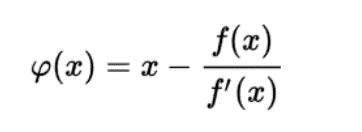 φ(x) = x − f(x) / f′(x)